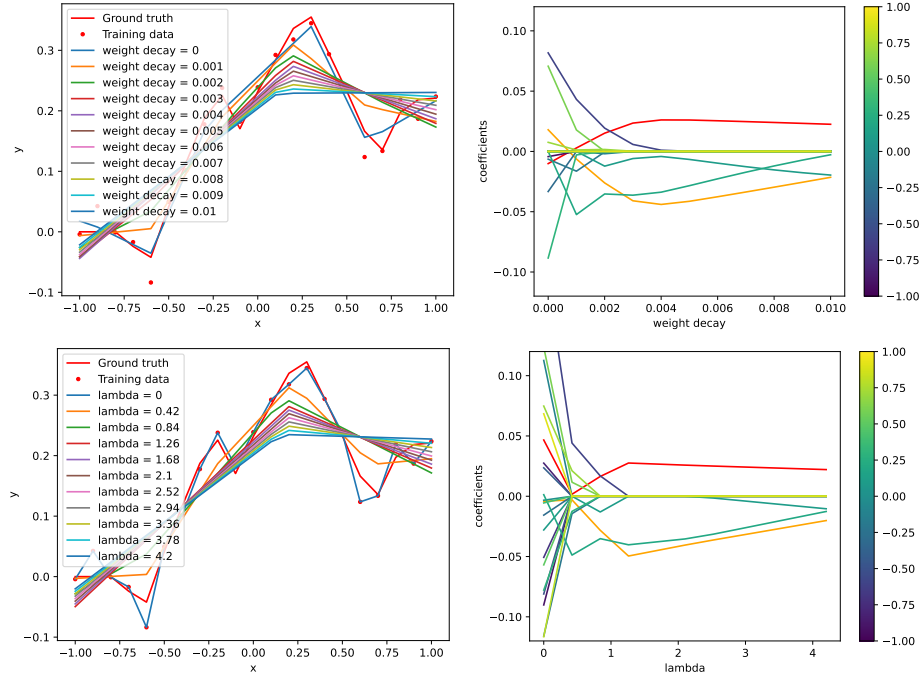 Ground truth
Training data
weight decay = 0
weight decay = 0.001
weight decay = 0.002
weight decay = 0.003
weight decay = 0.004
weight decay = 0.005
weight decay = 0.006
weight decay = 0.007
weight decay = 0.008
weight decay = 0.009
weight decay = 0.01
0.3
0.2
0.1
0.0
−0.1
y
−1.00 −0.75 −0.50 −0.25 0.00 0.25 0.50 0.75 1.00
x
0.10
0.05
0.00
−0.05
−0.10
coefficients
0.000 0.002 0.004 0.006 0.008 0.010
weight decay
1.00
0.75
0.50
0.25
0.00
−0.25
−0.50
−0.75
−1.00
Ground truth
Training data
lambda = 0
lambda = 0.42
lambda = 0.84
lambda = 1.26
lambda = 1.68
lambda = 2.1
lambda = 2.52
lambda = 2.94
lambda = 3.36
lambda = 3.78
lambda = 4.2
0.3
0.2
0.1
0.0
−0.1
y
−1.00 −0.75 −0.50 −0.25 0.00 0.25 0.50 0.75 1.00
x
0.10
0.05
0.00
−0.05
−0.10
coefficients
0 1 2 3 4
lambda
1.00
0.75
0.50
0.25
0.00
−0.25
−0.50
−0.75
−1.00